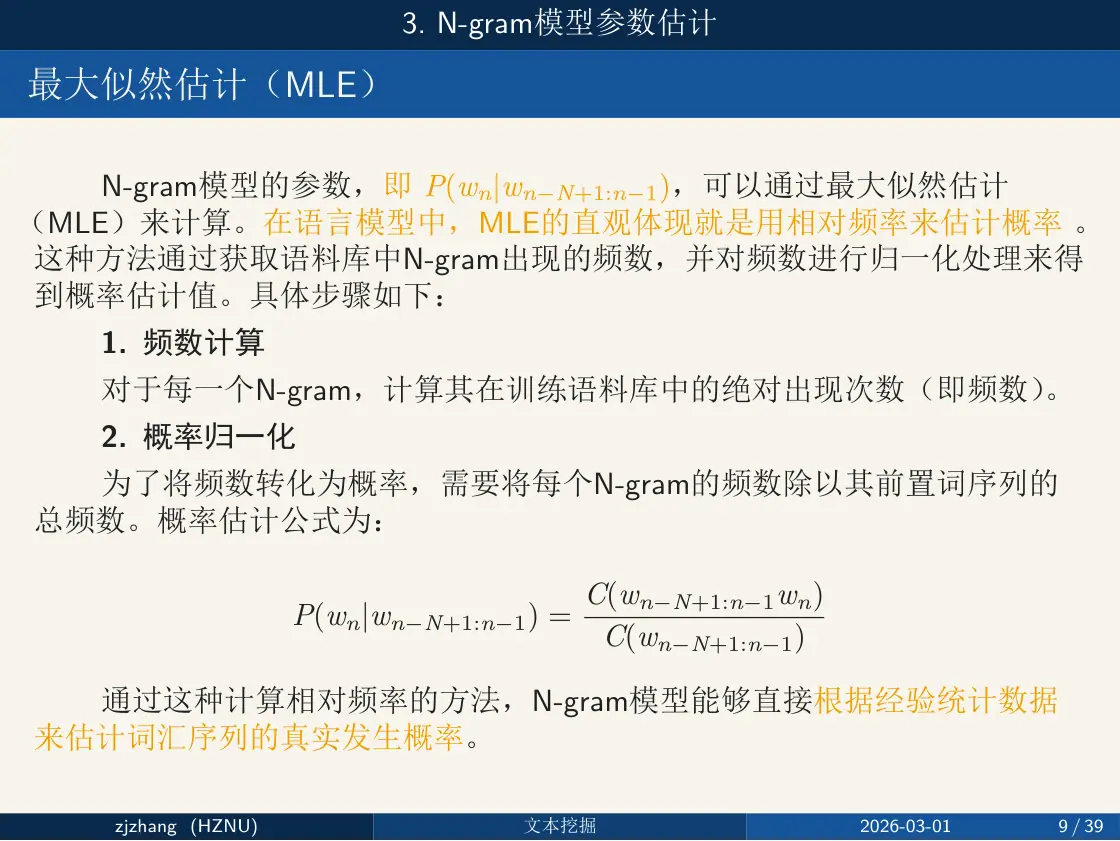 3. N-gram模型参数估计
最大似然估计（MLE）
N-gram模型的参数，即 P(wₙ|wₙ₋N₊₁:ₙ₋₁)，可以通过最大似然估计
（MLE）来计算。在语言模型中，MLE的直观体现就是用相对频率来估计概率 。
这种方法通过获取语料库中N-gram出现的频数，并对频数进行归一化处理来得
到概率估计值。具体步骤如下：
1. 频数计算
对于每一个N-gram，计算其在训练语料库中的绝对出现次数（即频数）。
2. 概率归一化
为了将频数转化为概率，需要将每个N-gram的频数除以其前置词序列的
总频数。概率估计公式为：
P(wₙ|wₙ₋N₊₁:ₙ₋₁) = C(wₙ₋N₊₁:ₙ₋₁wₙ) / C(wₙ₋N₊₁:ₙ₋₁)
通过这种计算相对频率的方法，N-gram模型能够直接根据经验统计数据
来估计词汇序列的真实发生概率。
zjzhang (HZNU) 文本挖掘 2026-03-01 9 / 39